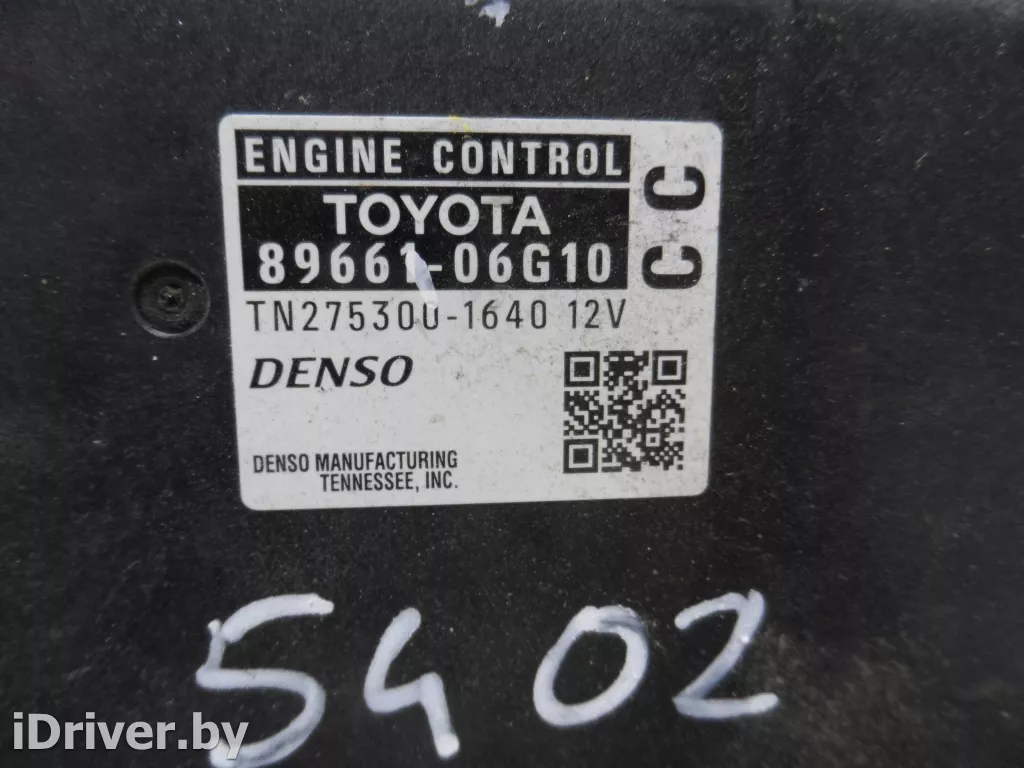 ENGINE CONTROL
TOYOTA
89661-06G10
CC
TN275300-1640 12V
DENSO
DENSO MANUFACTURING
TENNESSEE, INC.
5402
iDriver.by